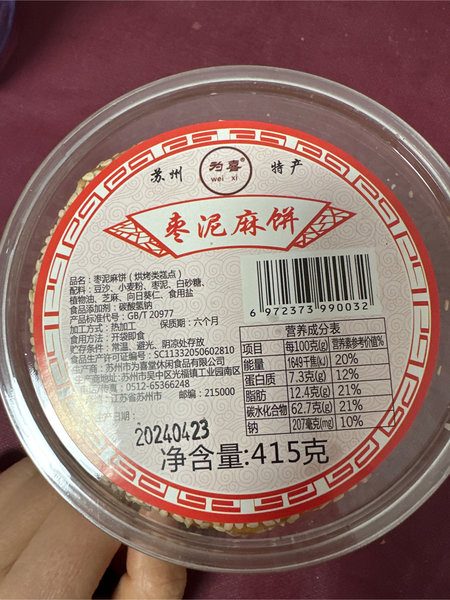 苏州
为喜®
wei xi
特产
枣泥麻饼
品名：枣泥麻饼（烘烤类糕点）
配料：豆沙、小麦粉、枣泥、白砂糖、
植物油、芝麻、向日葵仁、食用盐
食品添加剂：碳酸氢钠
产品标准代号：GB/T 20977
加工方式：热加工 保质期：六个月
食用方法：开袋即食
贮存条件：常温、避光、阴凉处存放
食品生产许可证编号：SC11332050602810
食品生产商：苏州市为喜堂休闲食品有限公司
地址：苏州市吴中区光福镇工业园南区
电话：0512-65366248
产地：江苏省苏州市 邮编：215000
生产日期：
20240423
净含量:415克
6 972373 990032
营养成分表
项目 每100克(g) 营养素参考价值%
能量 1649千焦(kJ) 20%
蛋白质 7.3克(g) 12%
脂肪 12.4克(g) 21%
碳水化合物 62.7克(g) 21%
钠 207毫克(mg) 10%